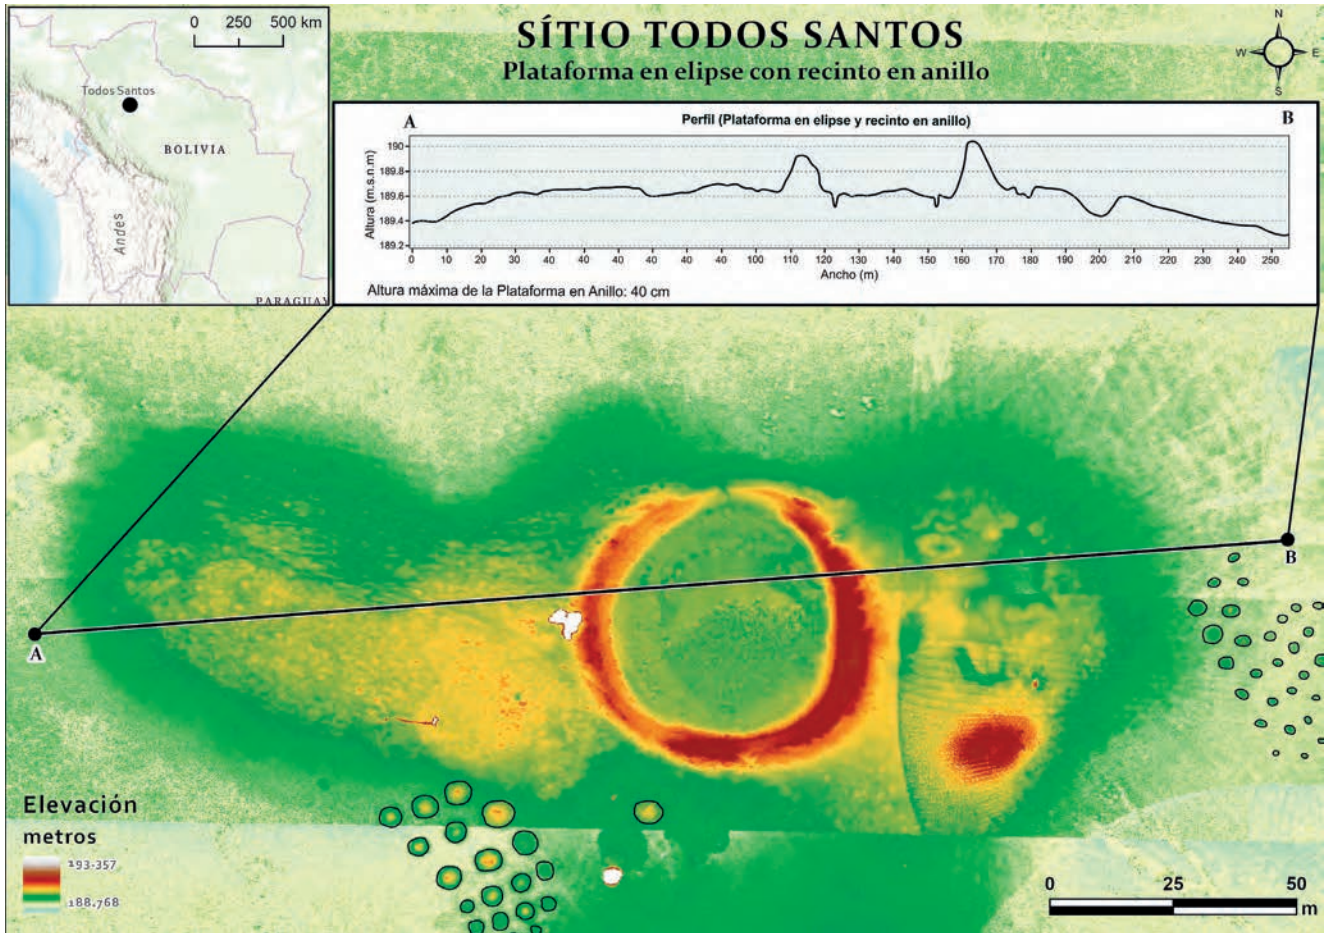 SÍTIO TODOS SANTOS
Plataforma en elipse con recinto en anillo
N
W E
S
0 250 500 km
Todos Santos
BOLIVIA
Andes
PARAGUAY
A
Perfil (Plataforma en elipse y recinto en anillo)
B
Altura (m.s.n.m)
190
189.8
189.6
189.4
189.2
0 10 20 30 40 40 40 40 40 40 100 110 120 130 140 150 160 170 180 190 200 210 220 230 240 250
Ancho (m)
Altura máxima de la Plataforma en Anillo: 40 cm
A
B
Elevación
metros
193-357
188,768
0 25 50
m